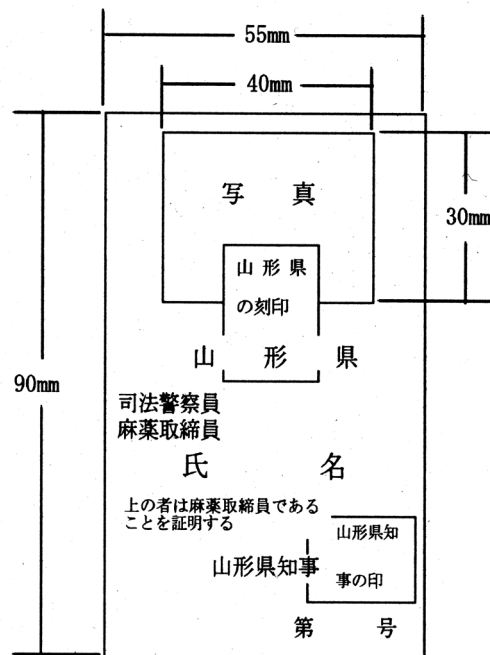 55mm
40mm
写 真
30mm
山形県
の刻印
山 形 県
90mm
司法警察員
麻薬取締員
氏 名
上の者は麻薬取締員である
ことを証明する
山形県知
山形県知事
事の印
第 号